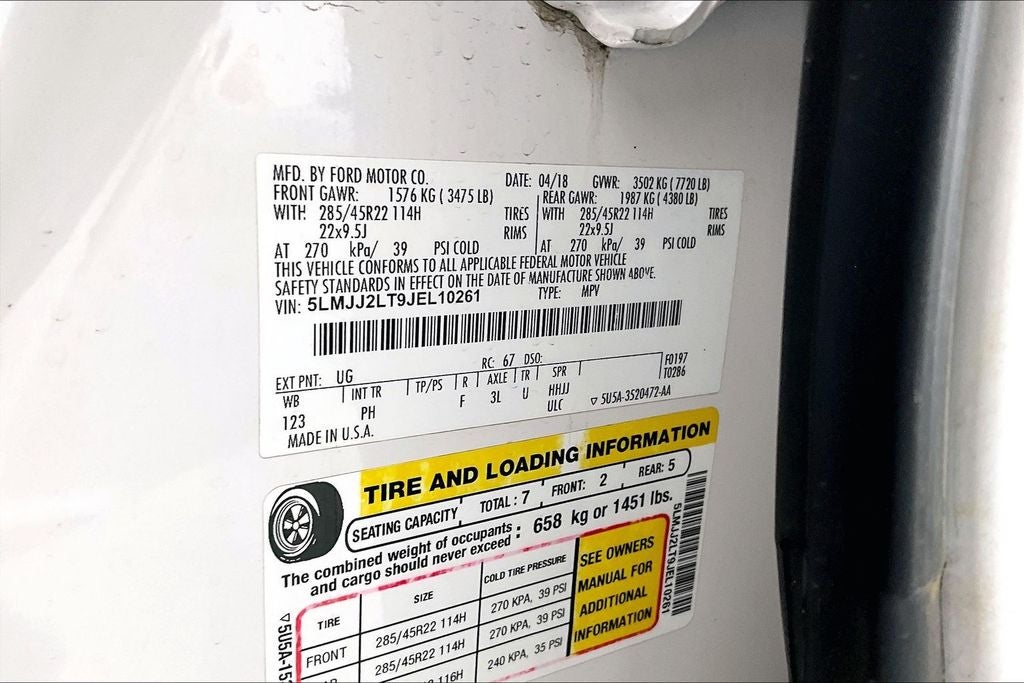 MFD. BY FORD MOTOR CO. DATE: 04/18 GVWR: 3502 KG ( 7720 LB)
FRONT GAWR: 1576 KG ( 3475 LB) REAR GAWR: 1987 KG ( 4380 LB)
WITH 285/45R22 114H TIRES WITH 285/45R22 114H TIRES
22x9.5J RIMS 22x9.5J RIMS
AT 270 kPa/ 39 PSI COLD AT 270 kPa/ 39 PSI COLD
THIS VEHICLE CONFORMS TO ALL APPLICABLE FEDERAL MOTOR VEHICLE
SAFETY STANDARDS IN EFFECT ON THE DATE OF MANUFACTURE SHOWN ABOVE.
VIN: 5LMJJ2LT9JEL10261 TYPE: MPV
EXT PNT: UG RC: 67 DSO: F0197
WB INT TR TP/PS R AXLE TR SPR T0286
123 PH F 3L U HHJJ
ULC ▽ 5U5A-3520472-AA
MADE IN U.S.A.
TIRE AND LOADING INFORMATION
SEATING CAPACITY TOTAL : 7 FRONT: 2 REAR: 5
The combined weight of occupants
and cargo should never exceed : 658 kg or 1451 lbs.
TIRE SIZE COLD TIRE PRESSURE
FRONT 285/45R22 114H 270 KPA, 39 PSI
285/45R22 114H 270 KPA, 39 PSI
116H 240 KPA, 35 PSI
SEE OWNERS
MANUAL FOR
ADDITIONAL
INFORMATION
5LMJJ2LT9JEL10261
▽5U5A-15